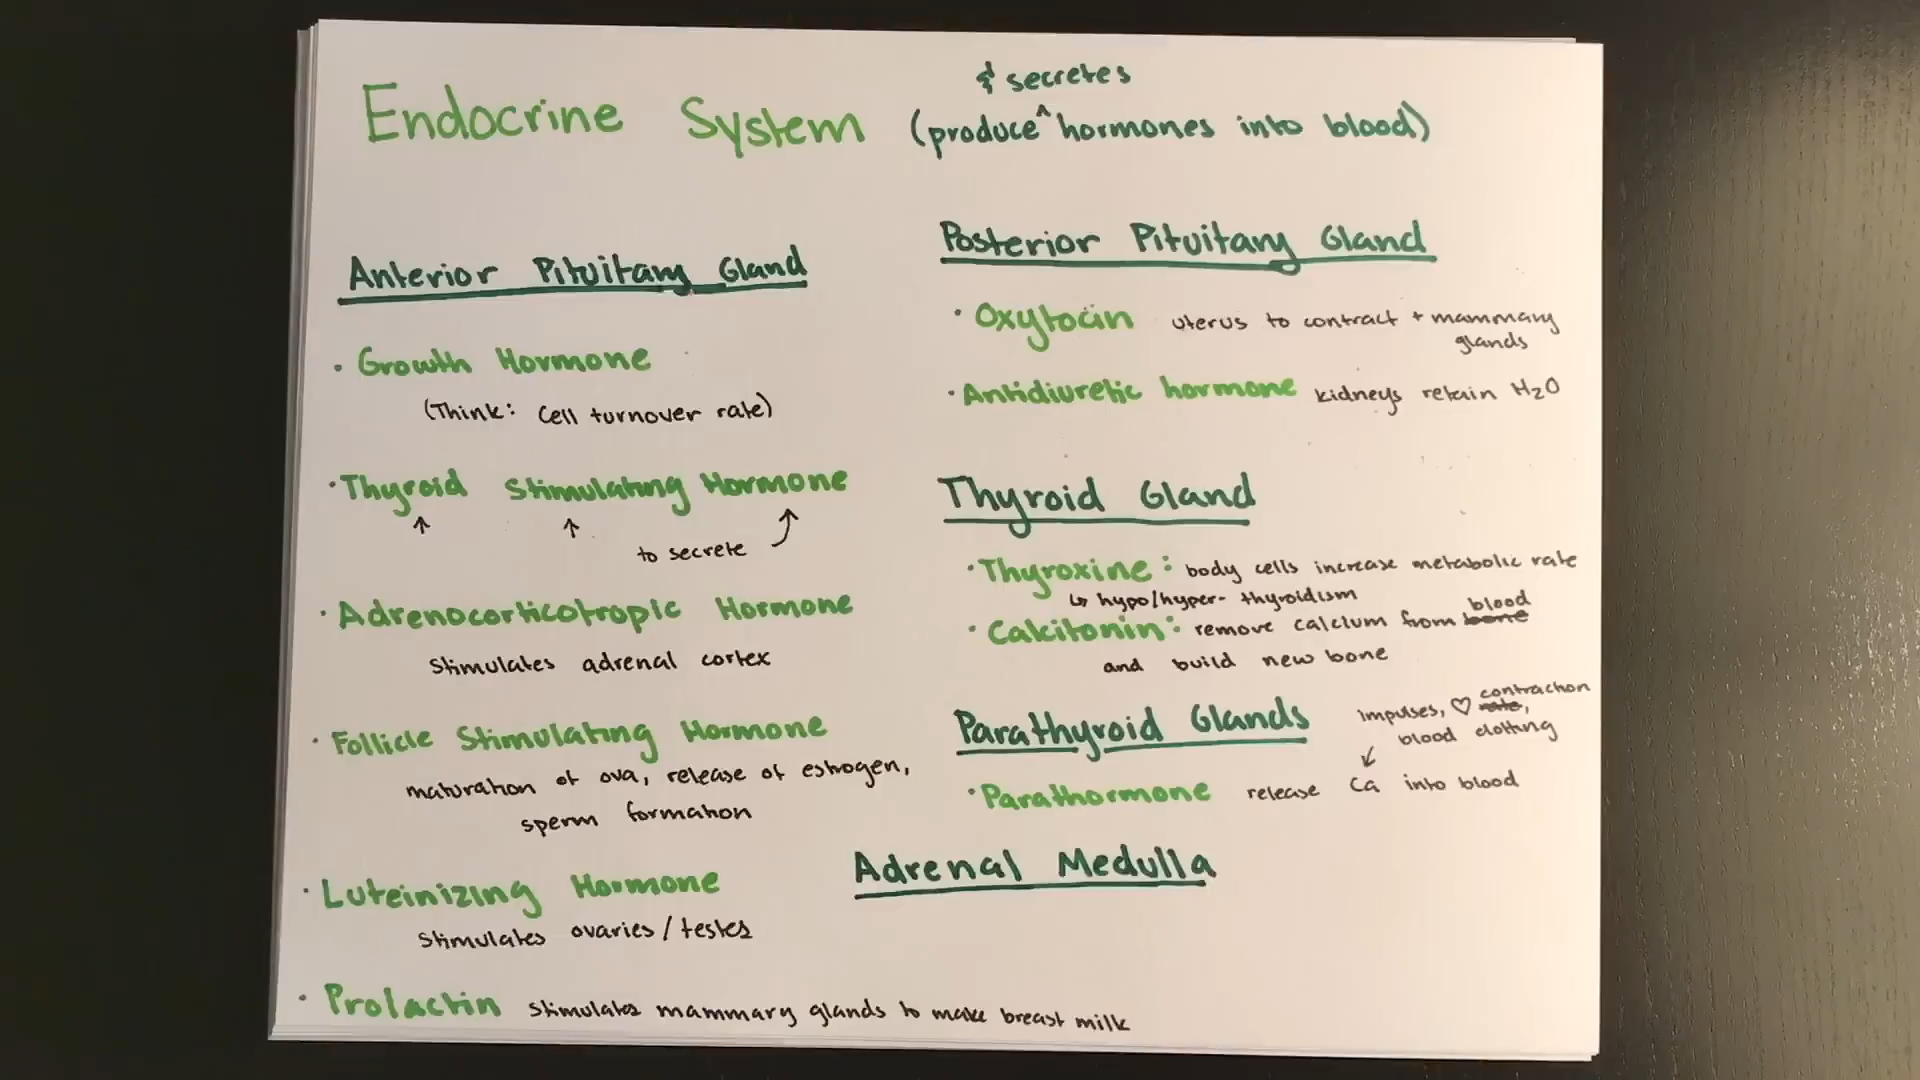 & secretes
Endocrine System (produce ^ hormones into blood)
Anterior Pituitary Gland
• Growth Hormone
(Think: cell turnover rate)
• Thyroid Stimulating Hormone
↑ ↑ to secrete ↑
• Adrenocorticotropic Hormone
Stimulates adrenal cortex
• Follicle Stimulating Hormone
maturation of ova, release of estrogen,
sperm formation
• Luteinizing Hormone
Stimulates ovaries / testes
• Prolactin stimulates mammary glands to make breast milk
Posterior Pituitary Gland
• Oxytocin uterus to contract + mammary
glands
• Antidiuretic hormone kidneys retain H₂O
Thyroid Gland
• Thyroxine: body cells increase metabolic rate
↳ hypo/hyper- thyroidism
blood
• Calcitonin: remove calcium from bone
and build new bone
contraction
Parathyroid Glands impulses, ♡ rate,
blood clotting
↙
• Parathormone release Ca into blood
Adrenal Medulla